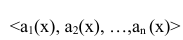 <a₁(x), a₂(x), …,aₙ (x)>